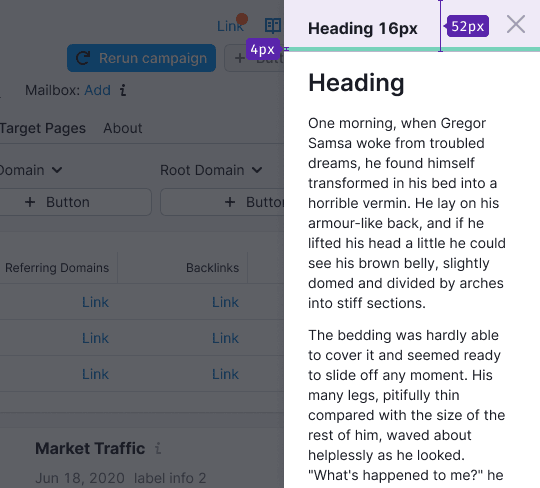 Link
Rerun campaign
Mailbox: Add
Target Pages About
Domain
Root Domain
Button
Referring Domains
Backlinks
Link
Link
Link
Link
Link
Link
Market Traffic
Jun 18, 2020 label info 2
Heading 16px
52px
4px
Heading
One morning, when Gregor
Samsa woke from troubled
dreams, he found himself
transformed in his bed into a
horrible vermin. He lay on his
armour-like back, and if he
lifted his head a little he could
see his brown belly, slightly
domed and divided by arches
into stiff sections.
The bedding was hardly able
to cover it and seemed ready
to slide off any moment. His
many legs, pitifully thin
compared with the size of the
rest of him, waved about
helplessly as he looked.
"What's happened to me?" he